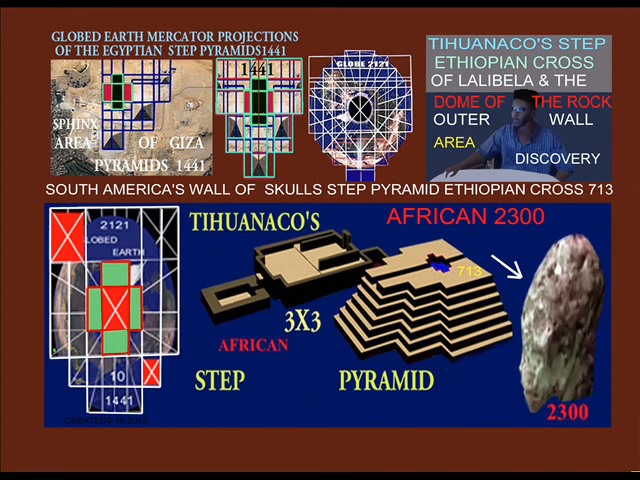 GLOBED EARTH MERCATOR PROJECTIONS
OF THE EGYPTIAN STEP PYRAMIDS1441
1441
GLOBE 2121
SPHINX
AREA OF GIZA
PYRAMIDS 1441
TIHUANACO'S STEP
ETHIOPIAN CROSS
OF LALIBELA & THE
DOME OF THE ROCK
OUTER WALL
AREA
DISCOVERY
SOUTH AMERICA'S WALL OF SKULLS STEP PYRAMID ETHIOPIAN CROSS 713
2121
LOBED
EARTH
10
1441
TIHUANACO'S
AFRICAN 2300
713
3X3
AFRICAN
STEP PYRAMID
2300